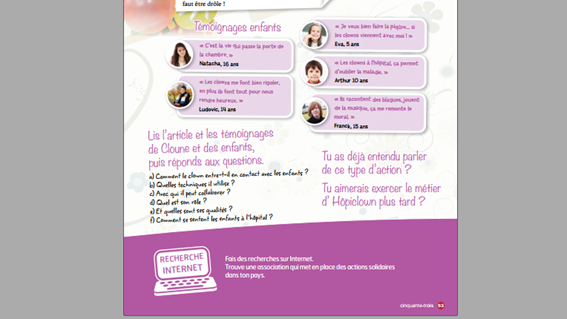 faut être drôle !
Témoignages enfants
« C'est la vie qui passe la porte de
la chambre. »
Natacha, 16 ans
« Les clowns me font bien rigoler,
en plus ils font tout pour nous
rendre heureux. »
Ludovic, 14 ans
« Je veux bien faire la piqûre... si
les clowns viennent avec moi ! »
Eva, 5 ans
« Les clowns à l'hôpital, ça permet
d'oublier la maladie. »
Arthur 10 ans
« Ils racontent des blagues, jouent
de la musique, ça me remonte le
moral. »
Franca, 15 ans
Lis l'article et les témoignages
de Cloune et des enfants,
puis réponds aux questions.
a) Comment le clown entre-t-il en contact avec les enfants ?
b) Quelles techniques il utilise ?
c) Avec qui il peut collaborer ?
d) Quel est son rôle ?
e) Et quelles sont ses qualités ?
f) Comment se sentent les enfants à l'hôpital ?
Tu as déjà entendu parler
de ce type d'action ?
Tu aimerais exercer le métier
d'Hopiclown plus tard ?
RECHERCHE
INTERNET
Fais des recherches sur Internet.
Trouve une association qui met en place des actions solidaires
dans ton pays.
cinquante-trois 53